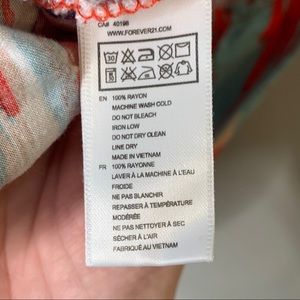 CA# 40198
WWW.FOREVER21.COM
30
EN 100% RAYON
MACHINE WASH COLD
DO NOT BLEACH
IRON LOW
DO NOT DRY CLEAN
LINE DRY
MADE IN VIETNAM
FR 100% RAYONNE
LAVER À LA MACHINE À L'EAU
FROIDE
NE PAS BLANCHIR
REPASSER À TEMPÉRATURE
MODÉRÉE
NE PAS NETTOYER À SEC
SÉCHER À L'AIR
FABRIQUÉ AU VIETNAM